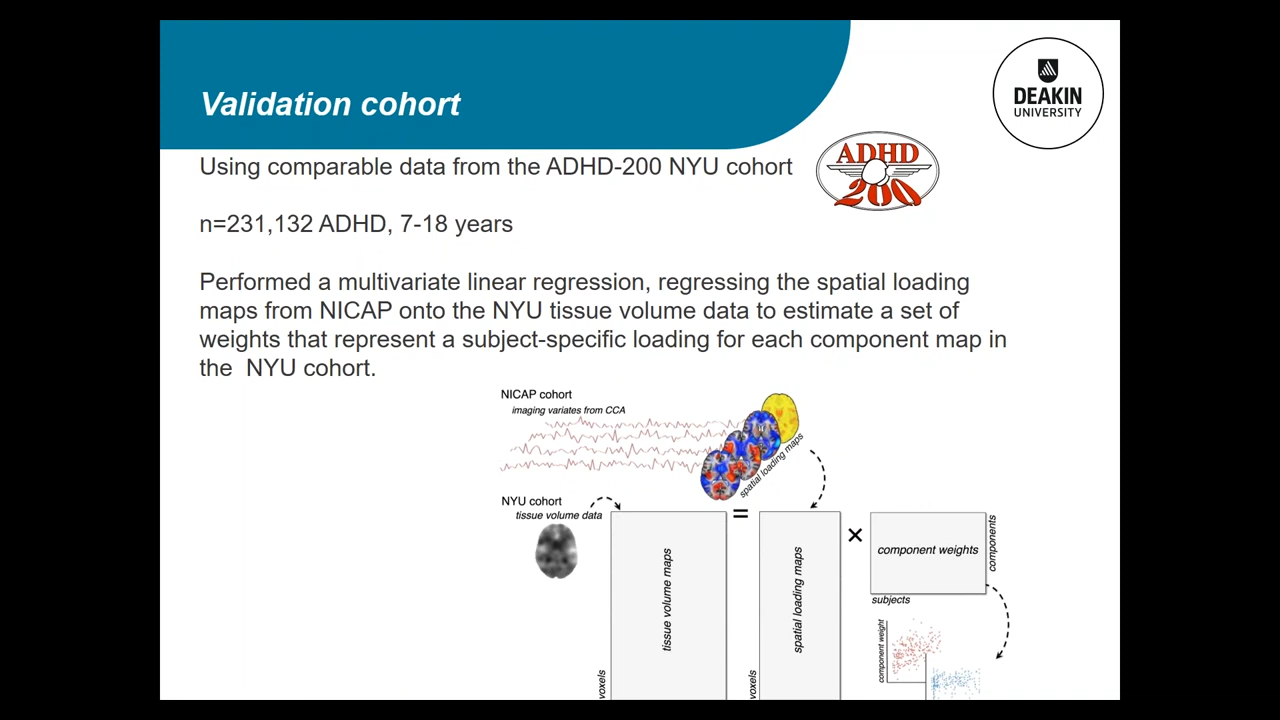 Validation cohort
DEAKIN
UNIVERSITY
Using comparable data from the ADHD-200 NYU cohort
ADHD
200
n=231,132 ADHD, 7-18 years
Performed a multivariate linear regression, regressing the spatial loading
maps from NICAP onto the NYU tissue volume data to estimate a set of
weights that represent a subject-specific loading for each component map in
the  NYU cohort.
NICAP cohort
imaging variates from CCA
spatial loading maps
NYU cohort
tissue volume data
tissue volume maps
voxels
=
spatial loading maps
voxels
×
component weights
components
subjects
component weight